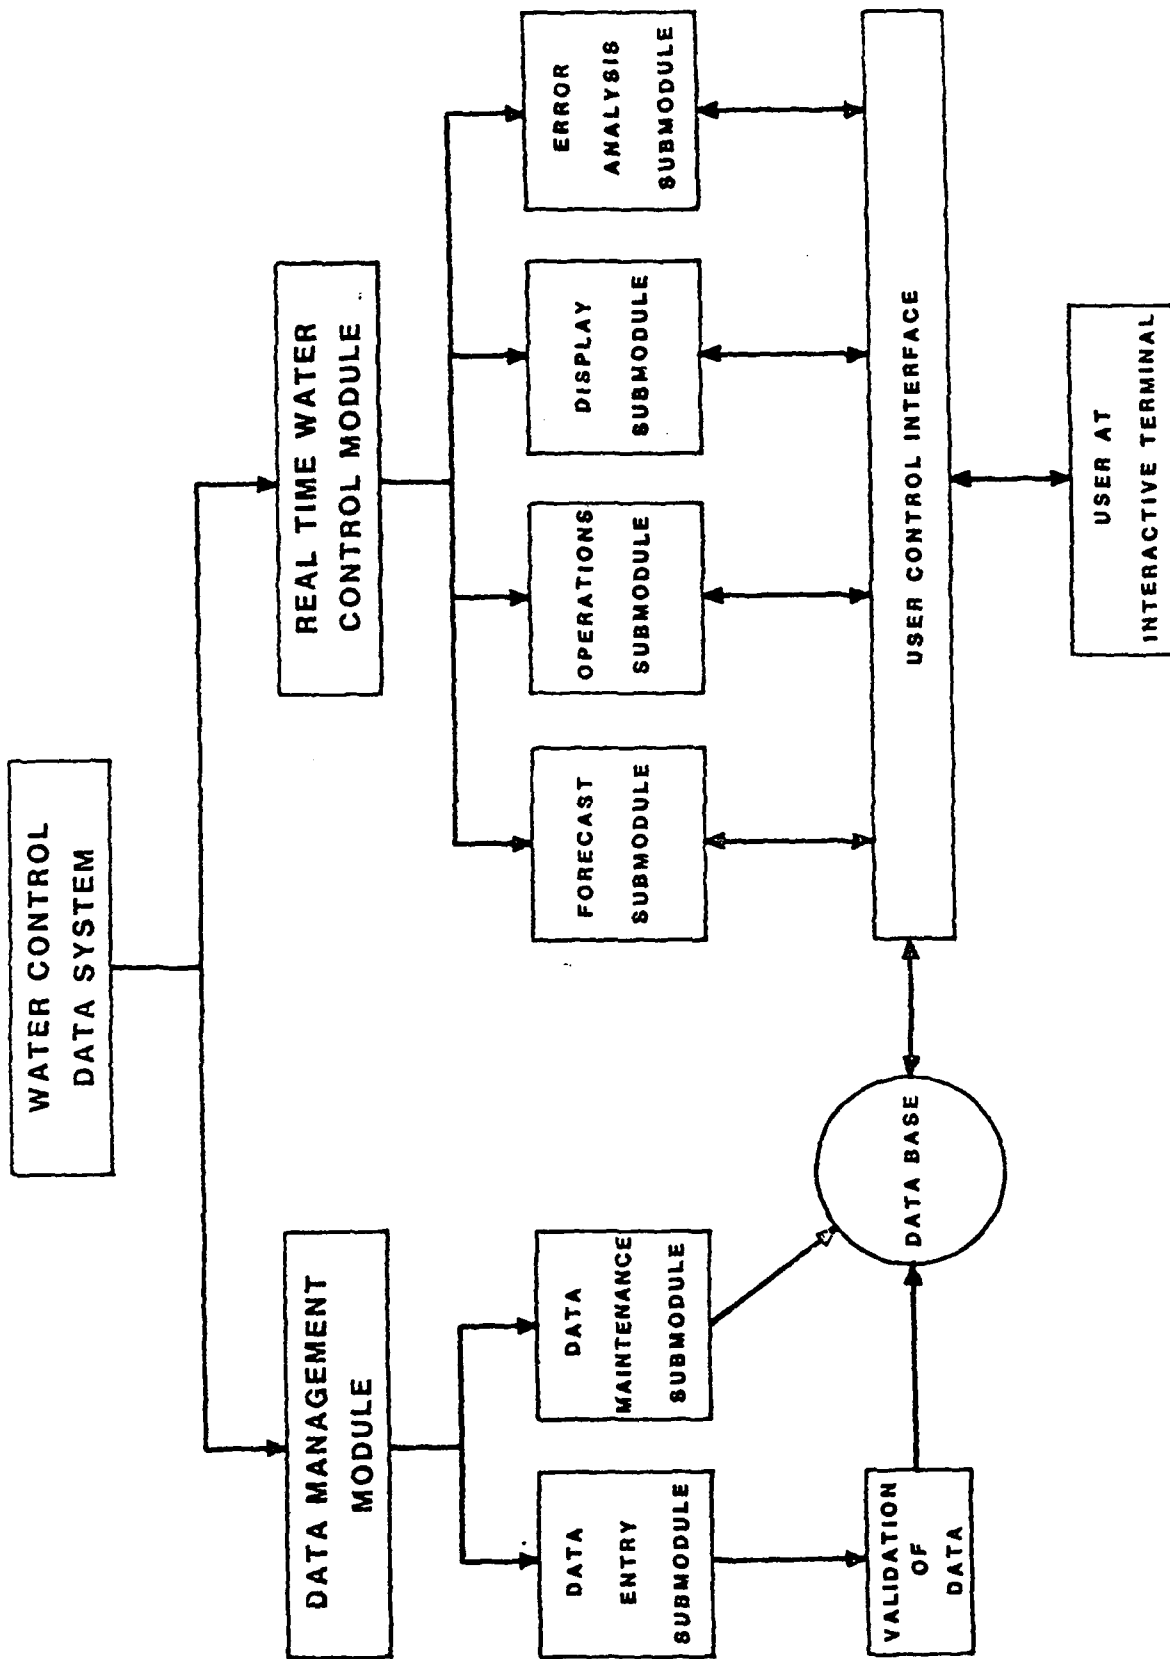 WATER CONTROL
DATA SYSTEM
DATA MANAGEMENT
MODULE
REAL TIME WATER
CONTROL MODULE
DATA
ENTRY
SUBMODULE
DATA
MAINTENANCE
SUBMODULE
FORECAST
SUBMODULE
OPERATIONS
SUBMODULE
DISPLAY
SUBMODULE
ERROR
ANALYSIS
SUBMODULE
VALIDATION
OF
DATA
DATA BASE
USER CONTROL INTERFACE
USER AT
INTERACTIVE TERMINAL